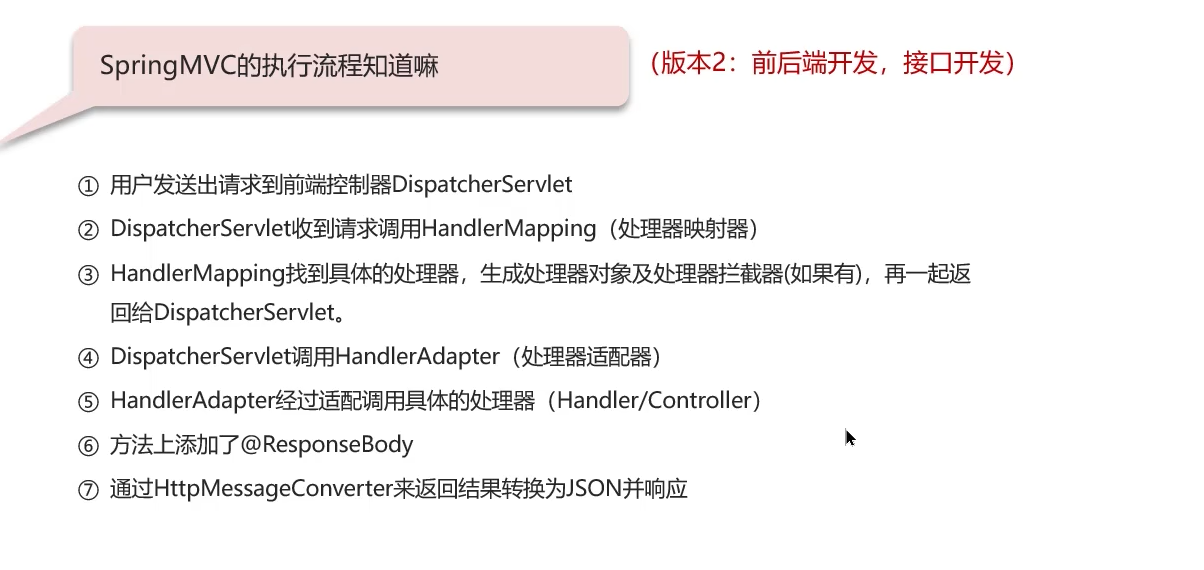 SpringMVC的执行流程知道嘛
（版本2：前后端开发，接口开发）
① 用户发送出请求到前端控制器DispatcherServlet
② DispatcherServlet收到请求调用HandlerMapping（处理器映射器）
③ HandlerMapping找到具体的处理器，生成处理器对象及处理器拦截器(如果有)，再一起返
回给DispatcherServlet。
④ DispatcherServlet调用HandlerAdapter（处理器适配器）
⑤ HandlerAdapter经过适配调用具体的处理器（Handler/Controller）
⑥ 方法上添加了@ResponseBody
⑦ 通过HttpMessageConverter来返回结果转换为JSON并响应